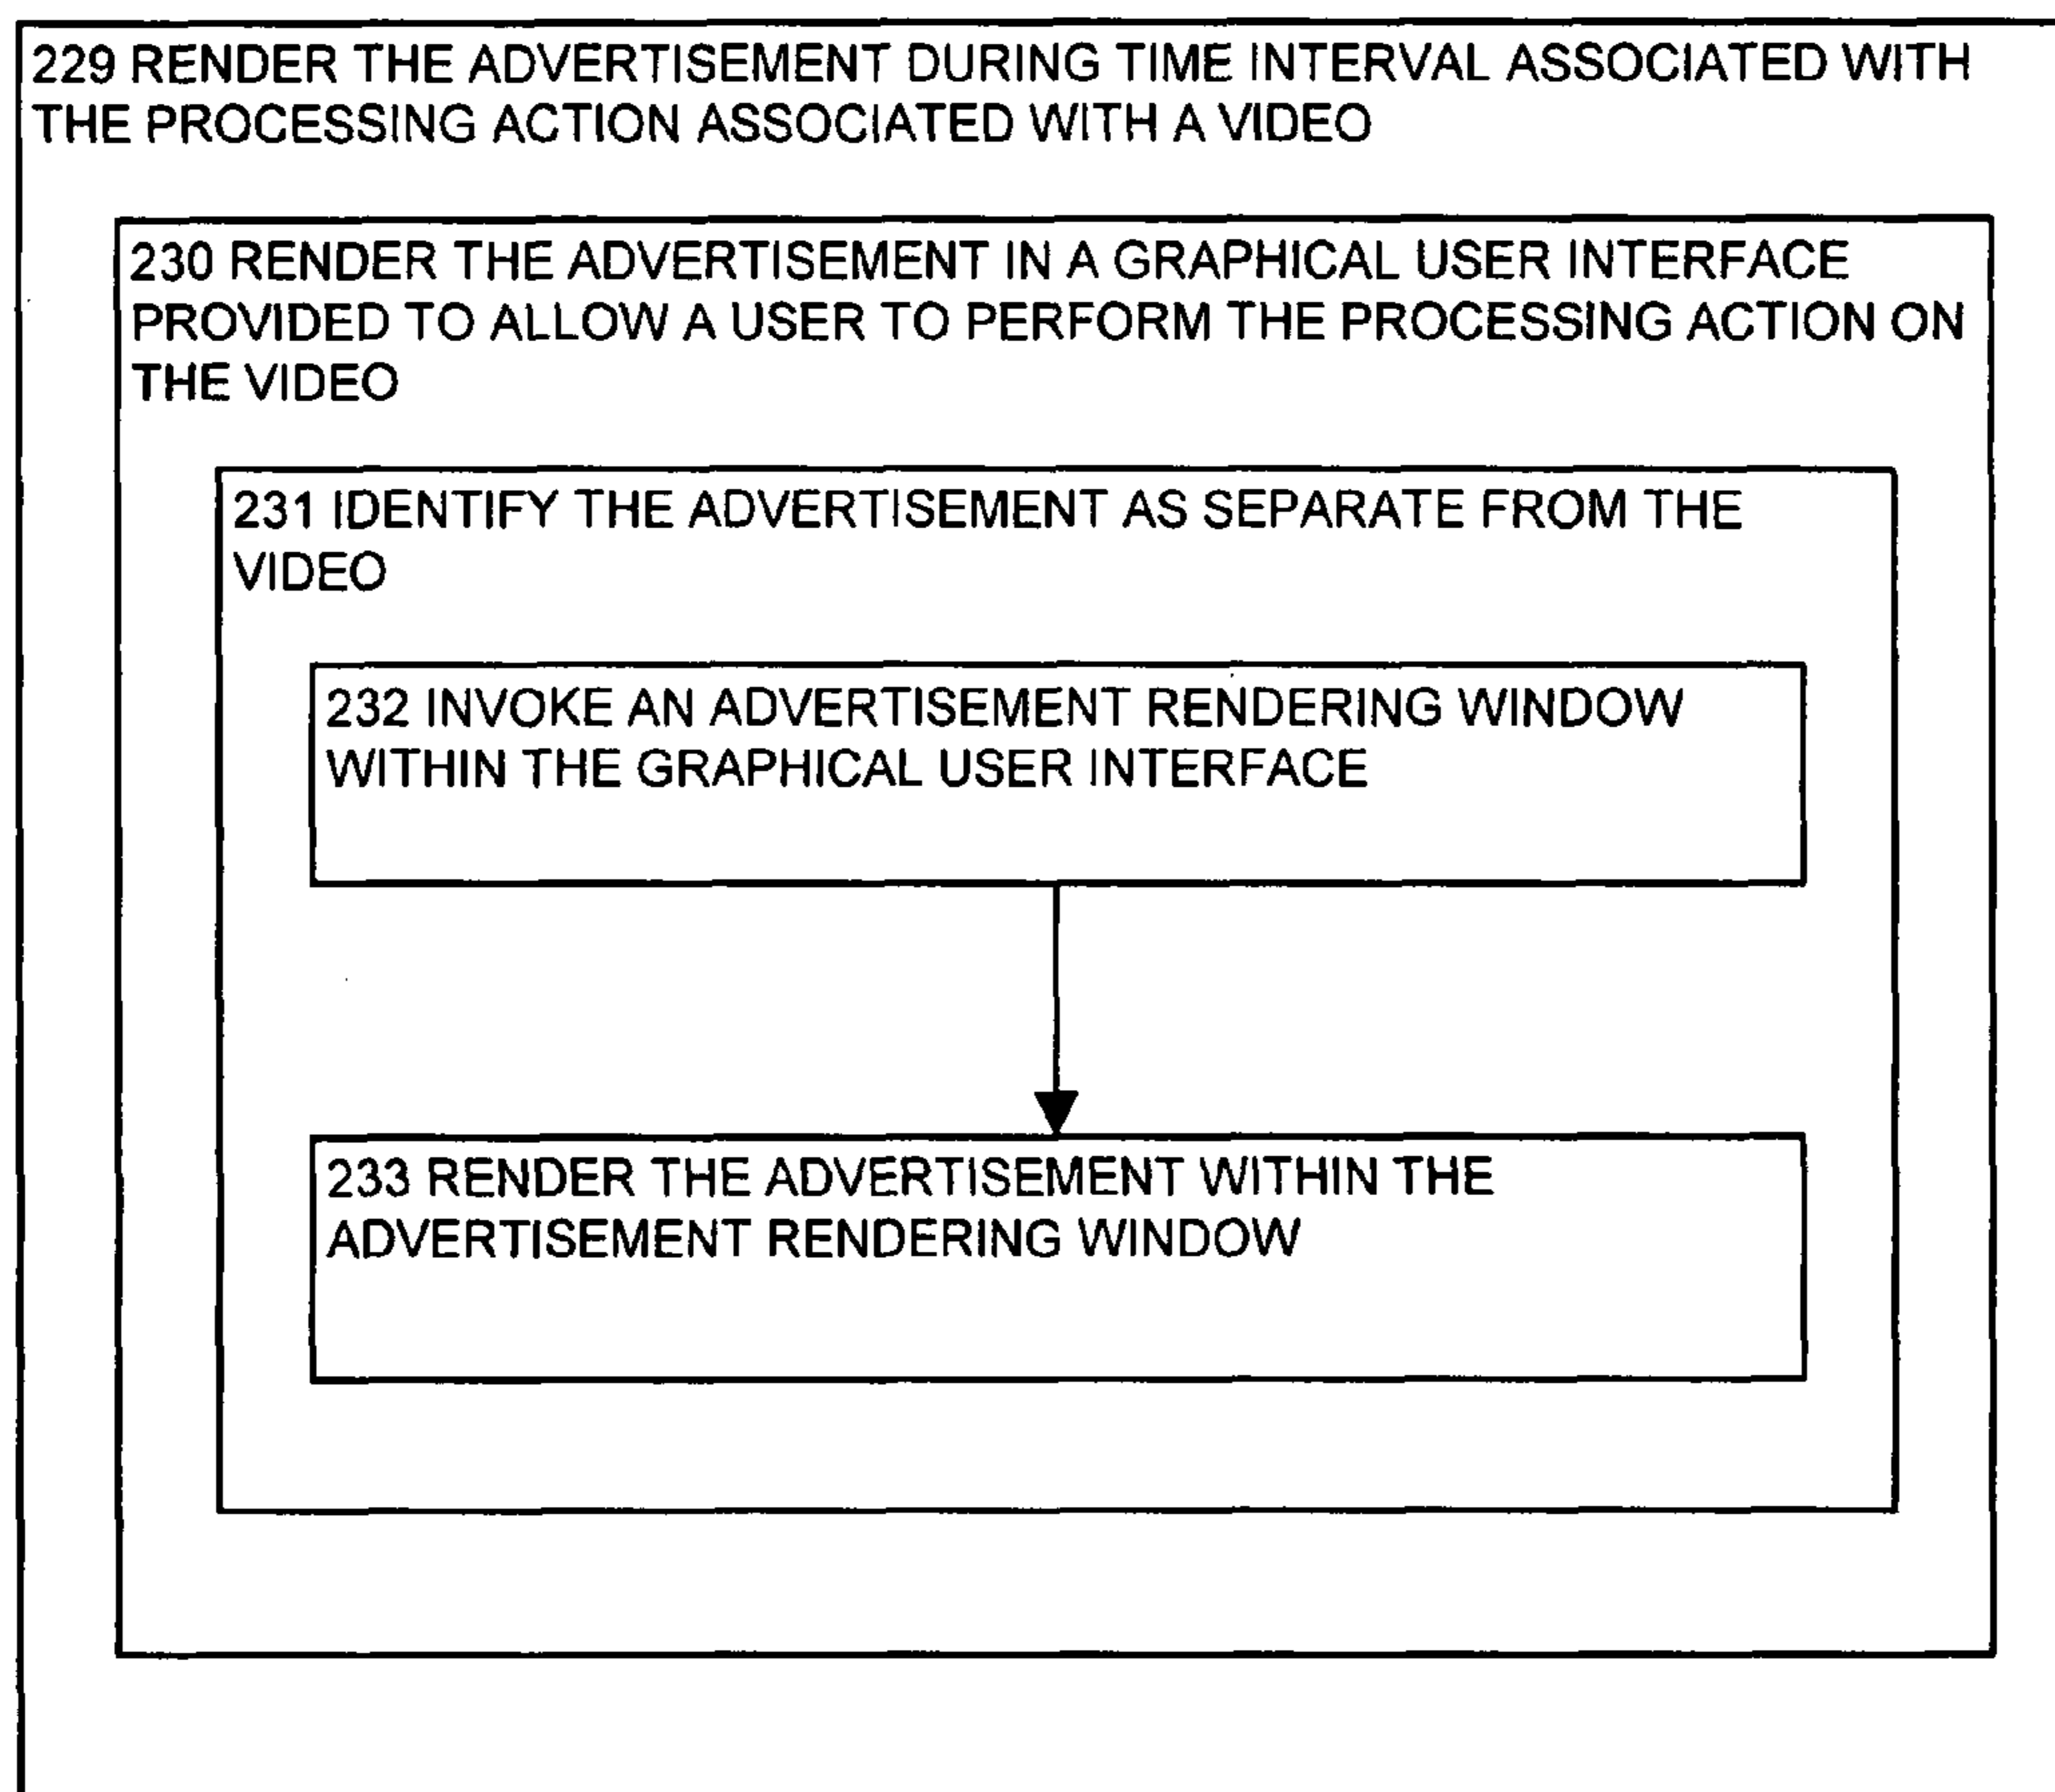 229 RENDER THE ADVERTISEMENT DURING TIME INTERVAL ASSOCIATED WITH
THE PROCESSING ACTION ASSOCIATED WITH A VIDEO
230 RENDER THE ADVERTISEMENT IN A GRAPHICAL USER INTERFACE
PROVIDED TO ALLOW A USER TO PERFORM THE PROCESSING ACTION ON
THE VIDEO
231 IDENTIFY THE ADVERTISEMENT AS SEPARATE FROM THE
VIDEO
232 INVOKE AN ADVERTISEMENT RENDERING WINDOW
WITHIN THE GRAPHICAL USER INTERFACE
233 RENDER THE ADVERTISEMENT WITHIN THE
ADVERTISEMENT RENDERING WINDOW